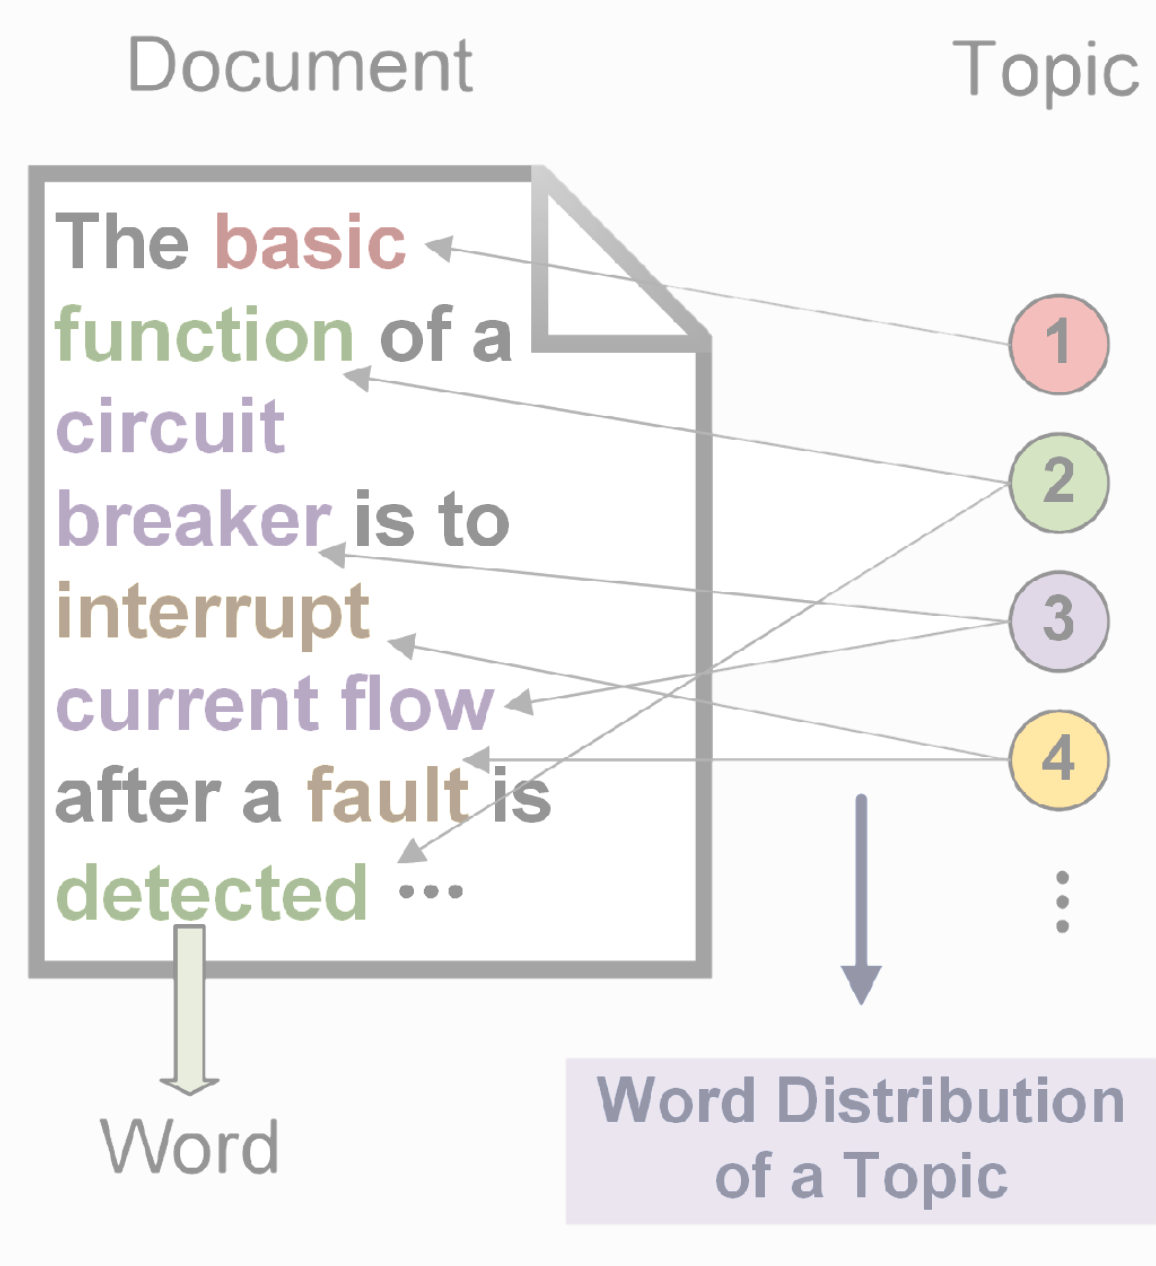 Document
Topic
The basic
function of a
circuit
breaker is to
interrupt
current flow
after a fault is
detected ...
1
2
3
4
Word
Word Distribution
of a Topic